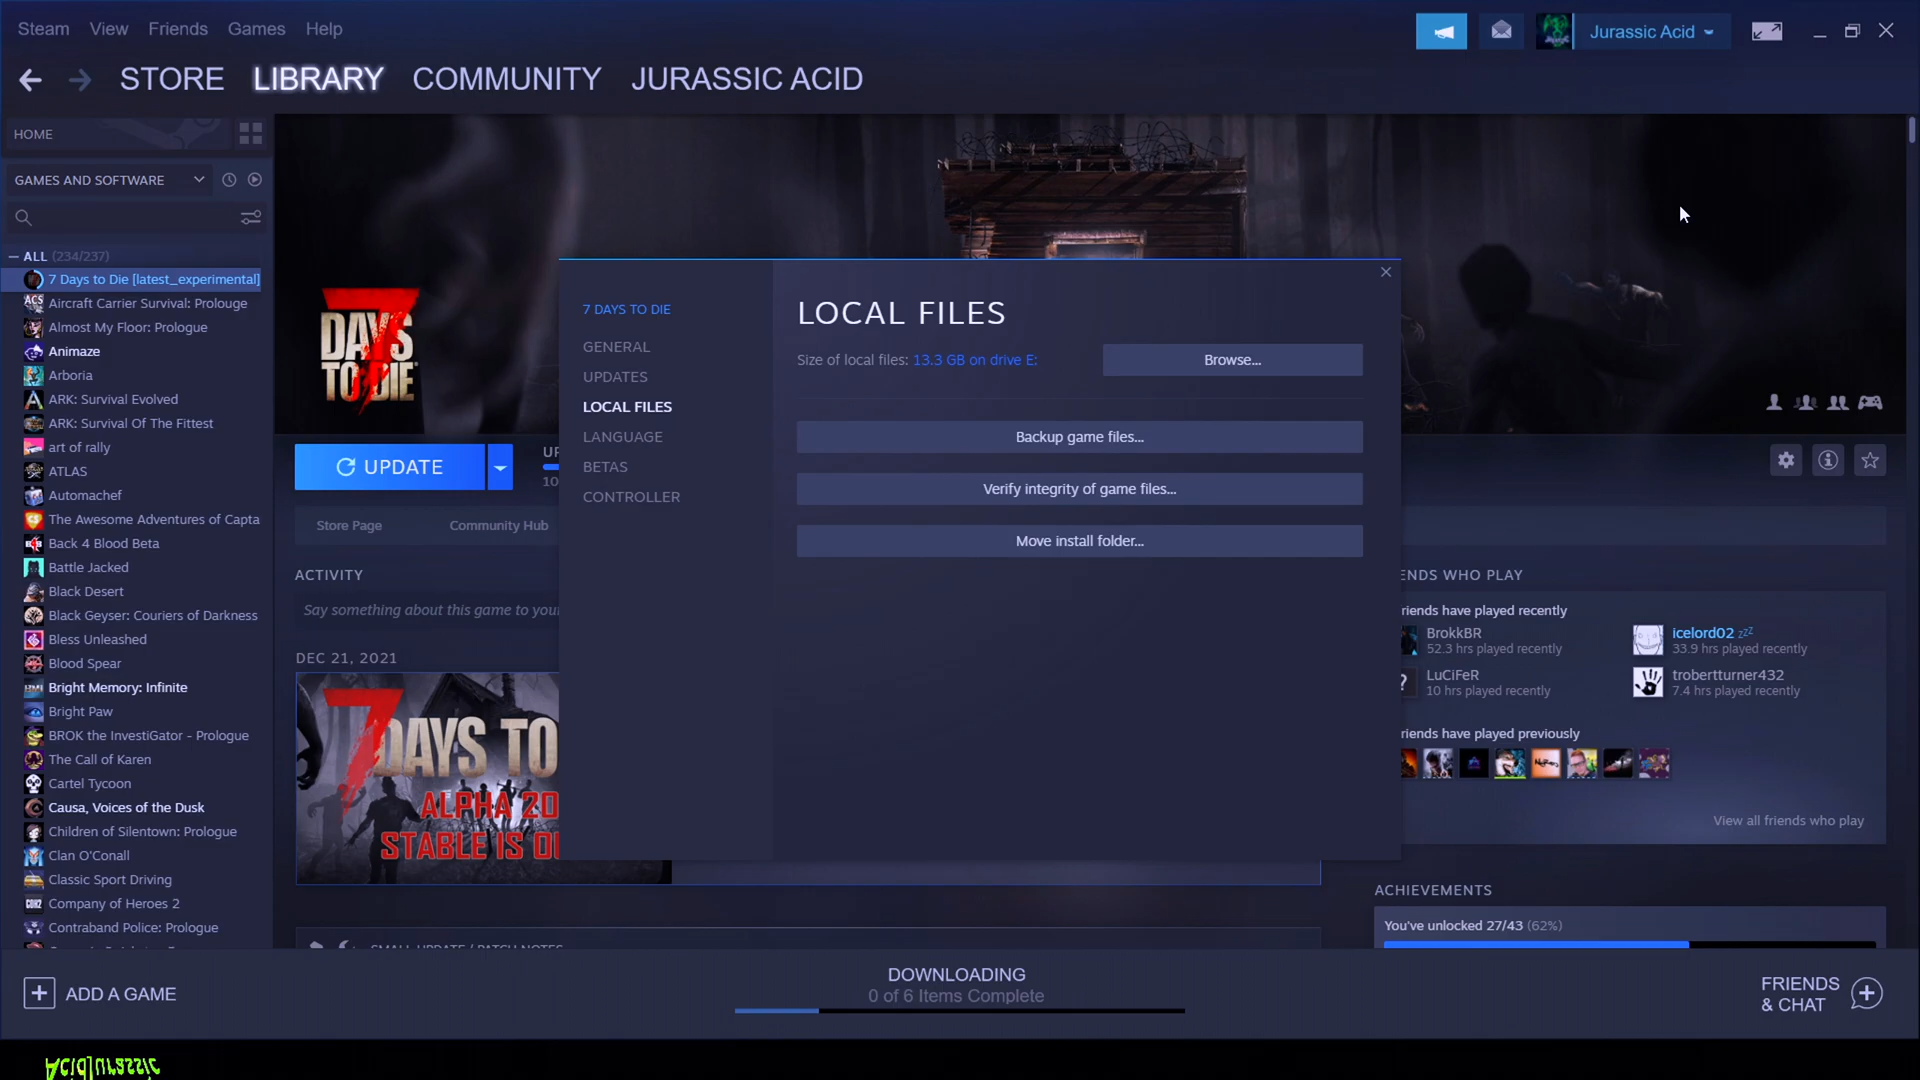 Steam View Friends Games Help
Jurassic Acid
STORE LIBRARY COMMUNITY JURASSIC ACID
HOME
GAMES AND SOFTWARE
ALL (234/237)
7 Days to Die [latest_experimental]
Aircraft Carrier Survival: Prolouge
Almost My Floor: Prologue
Animaze
Arboria
ARK: Survival Evolved
ARK: Survival Of The Fittest
art of rally
ATLAS
Automachef
The Awesome Adventures of Capta
Back 4 Blood Beta
Battle Jacked
Black Desert
Black Geyser: Couriers of Darkness
Bless Unleashed
Blood Spear
Bright Memory: Infinite
Bright Paw
BROK the InvestiGator - Prologue
The Call of Karen
Cartel Tycoon
Causa, Voices of the Dusk
Children of Silentown: Prologue
Clan O'Conall
Classic Sport Driving
Company of Heroes 2
Contraband Police: Prologue
7
DAYS
TO DIE
UPDATE
UP
10
Store Page
Community Hub
ACTIVITY
Say something about this game to your
DEC 21, 2021
7 DAYS TO
ALPHA 20
STABLE IS O
SMALL UPDATE / PATCH NOTES
7 DAYS TO DIE
GENERAL
UPDATES
LOCAL FILES
LANGUAGE
BETAS
CONTROLLER
LOCAL FILES
Size of local files: 13.3 GB on drive E:
Browse...
Backup game files...
Verify integrity of game files...
Move install folder...
ENDS WHO PLAY
riends have played recently
BrokkBR
52.3 hrs played recently
icelord02 zzZ
33.9 hrs played recently
LuCiFeR
10 hrs played recently
trobertturner432
7.4 hrs played recently
riends have played previously
View all friends who play
ACHIEVEMENTS
You've unlocked 27/43 (62%)
ADD A GAME
DOWNLOADING
0 of 6 Items Complete
FRIENDS
& CHAT
AcidJurassic